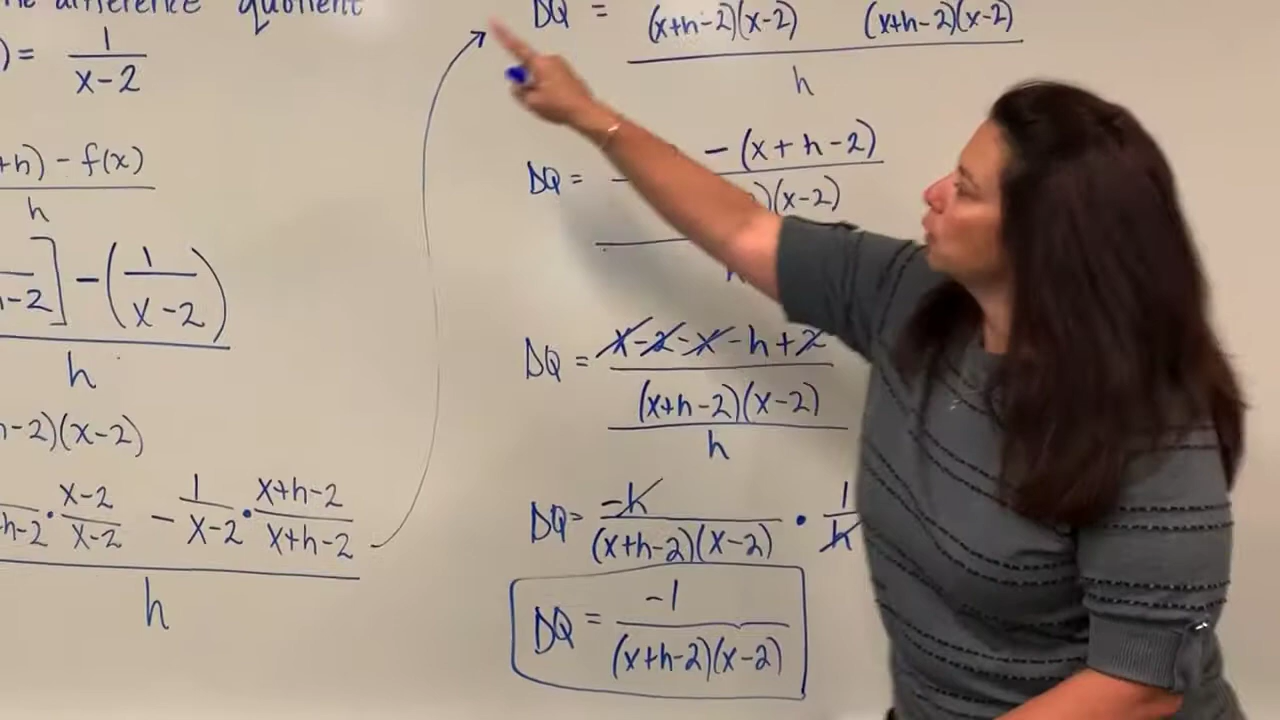 difference quotient
)= 1/(x-2)
+h) - f(x)
h
h-2] - (1/(x-2))
h
h-2)(x-2)
h-2 · (x-2)/(x-2) - 1/(x-2) · (x+h-2)/(x+h-2)
h
DQ =
(x+h-2)(x-2) (x+h-2)(x-2)
h
DQ = - (x+h-2)
)(x-2)
h
DQ = x-2-x-h+2
(x+h-2)(x-2)
h
DQ = -h/((x+h-2)(x-2)) · 1/h
DQ = -1/((x+h-2)(x-2))